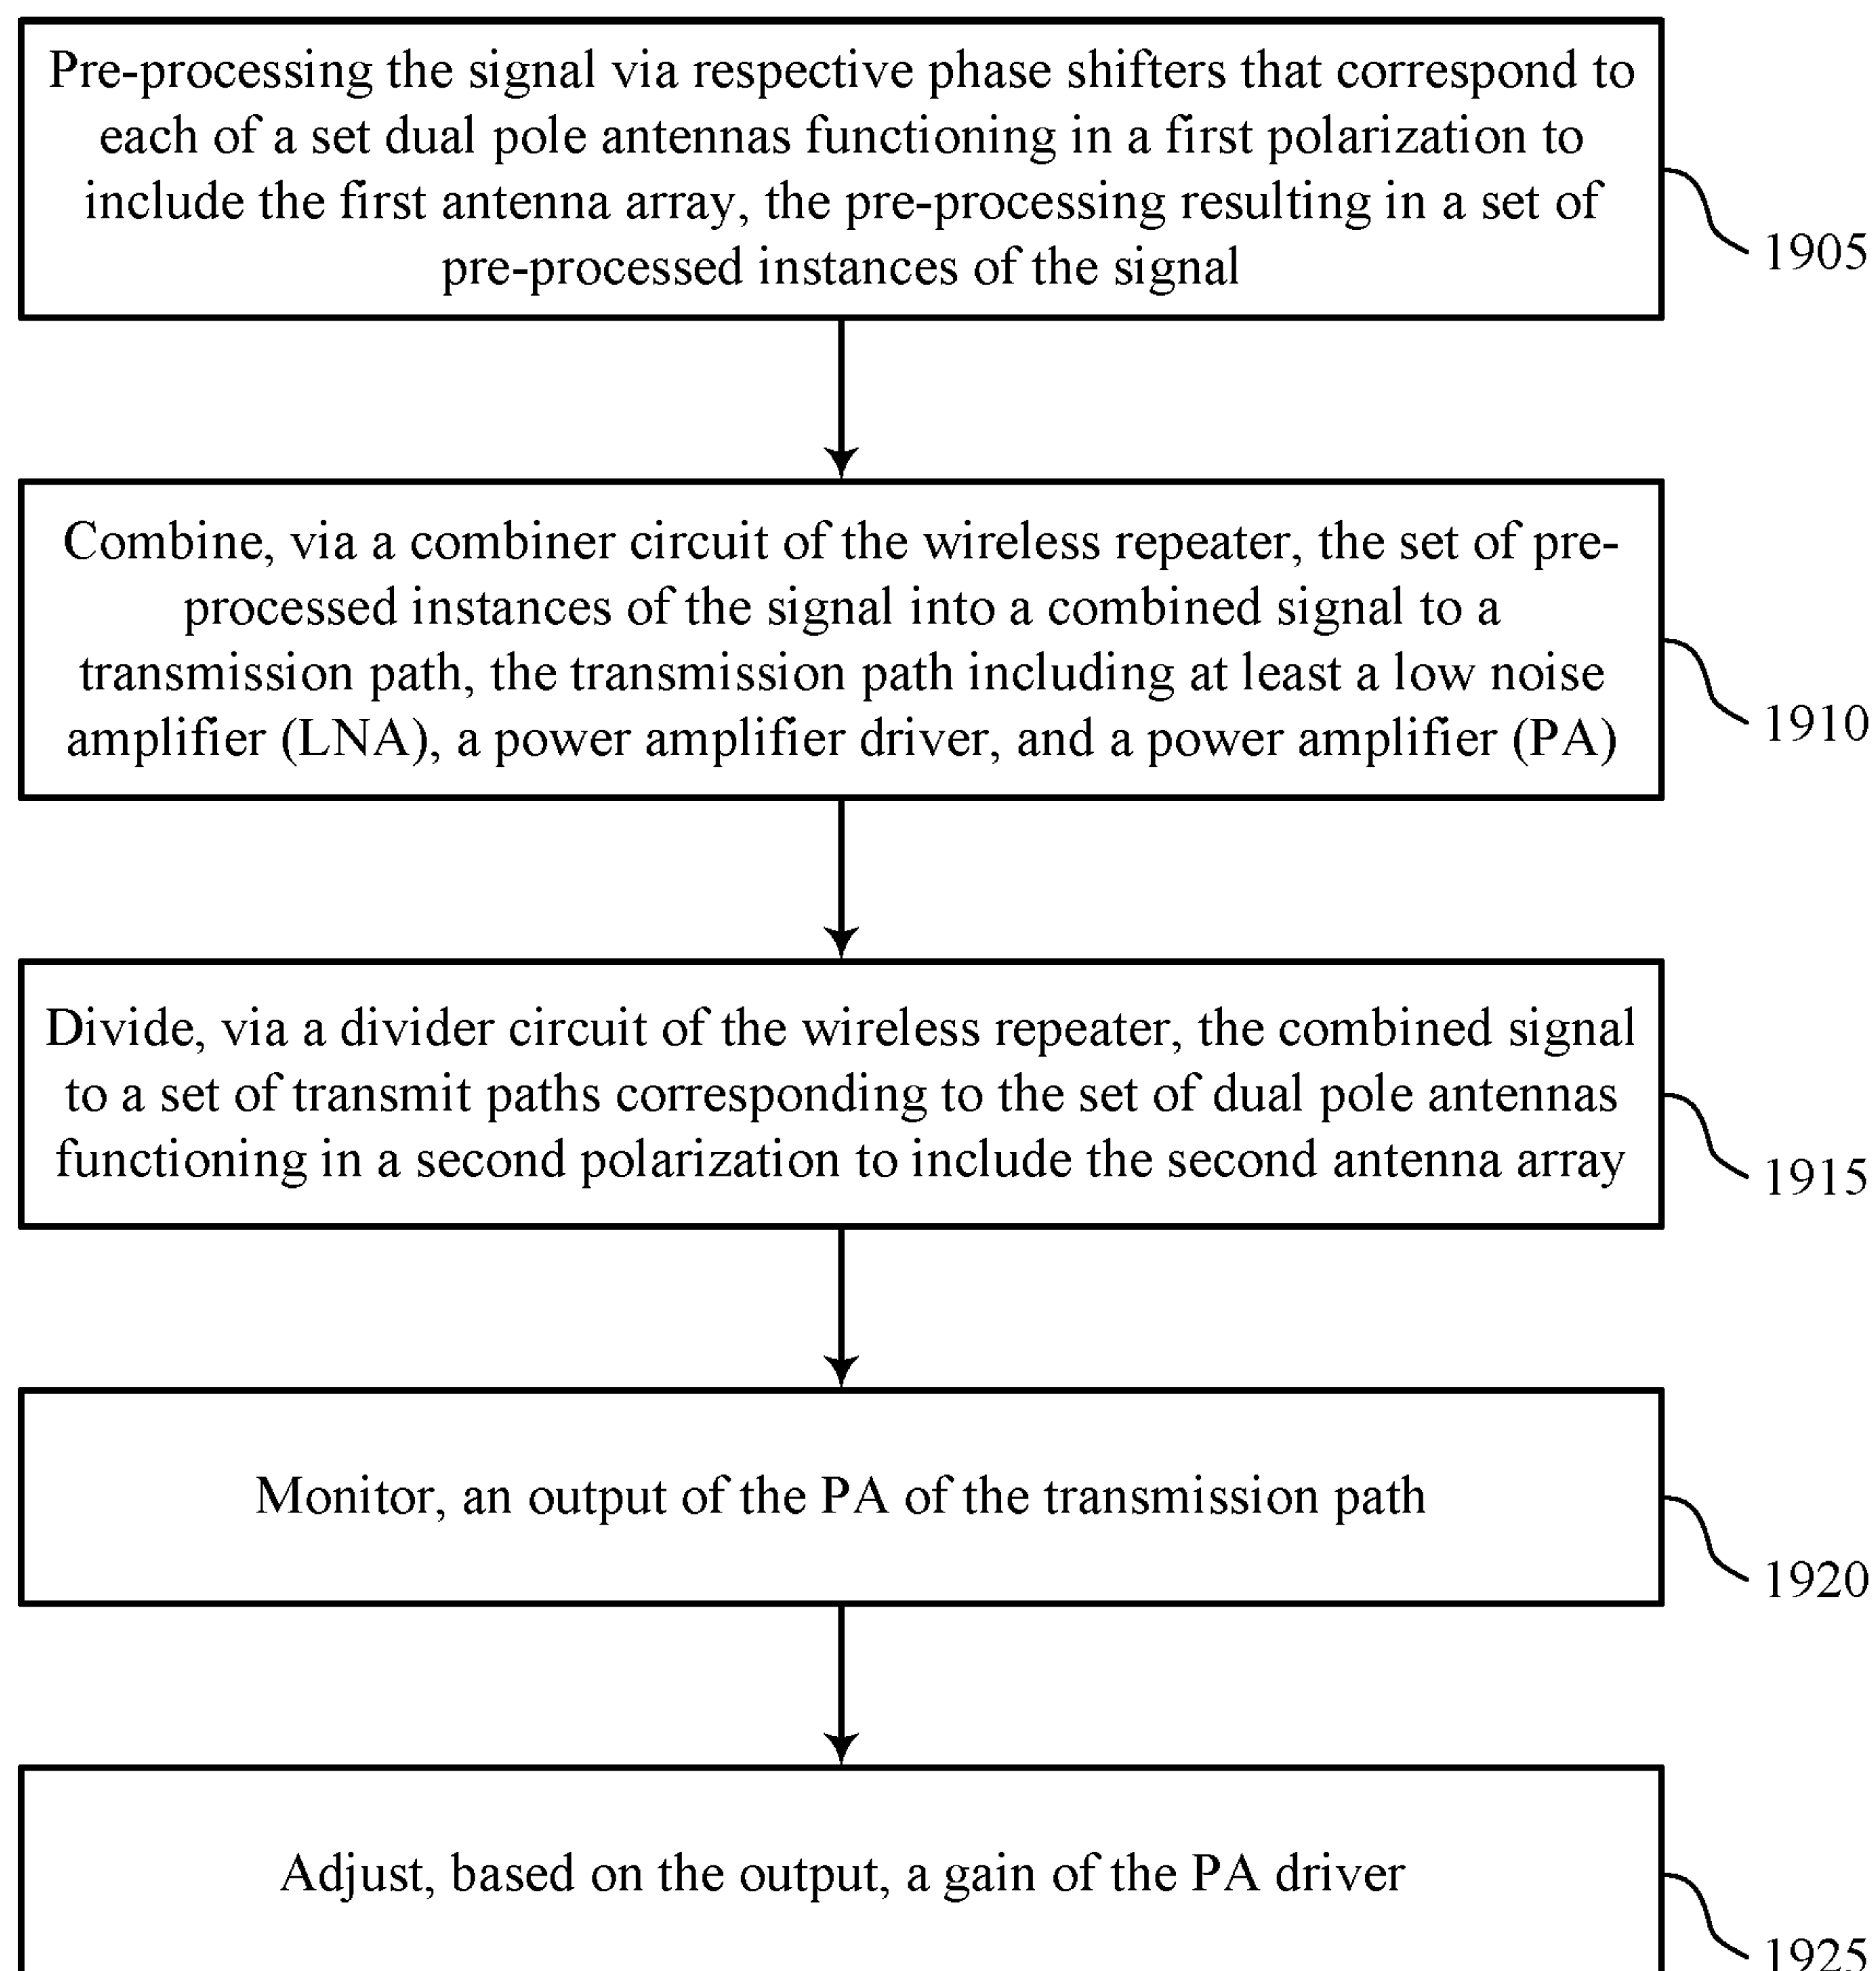 Pre-processing the signal via respective phase shifters that correspond to
each of a set dual pole antennas functioning in a first polarization to
include the first antenna array, the pre-processing resulting in a set of
pre-processed instances of the signal
1905
Combine, via a combiner circuit of the wireless repeater, the set of pre-
processed instances of the signal into a combined signal to a
transmission path, the transmission path including at least a low noise
amplifier (LNA), a power amplifier driver, and a power amplifier (PA)
1910
Divide, via a divider circuit of the wireless repeater, the combined signal
to a set of transmit paths corresponding to the set of dual pole antennas
functioning in a second polarization to include the second antenna array
1915
Monitor, an output of the PA of the transmission path
1920
Adjust, based on the output, a gain of the PA driver
1925